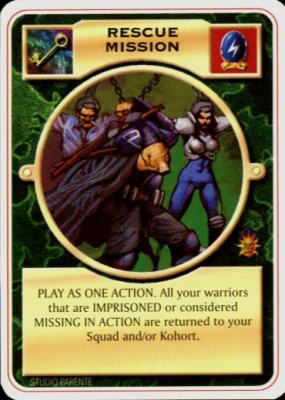 RESCUE
MISSION
PLAY AS ONE ACTION. All your warriors
that are IMPRISONED or considered
MISSING IN ACTION are returned to your
Squad and/or Kohort.
STUDIO PARENTE